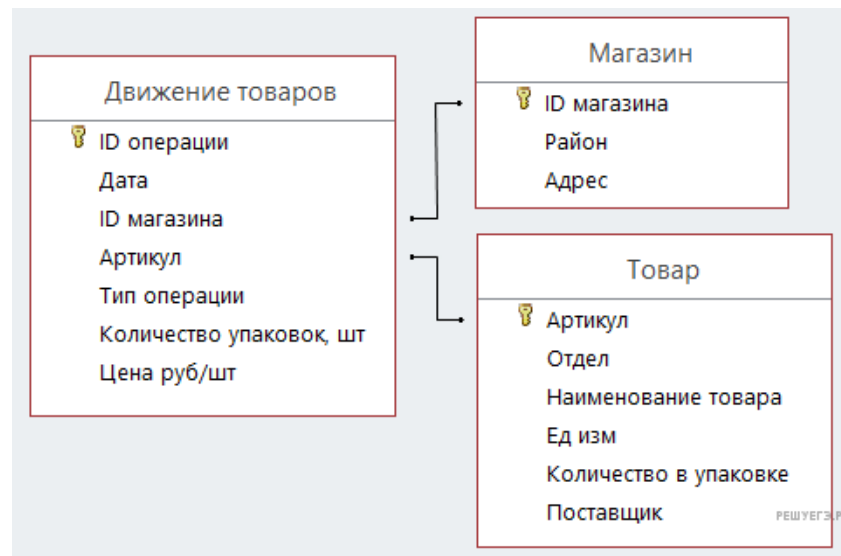 Движение товаров
ID операции
Дата
ID магазина
Артикул
Тип операции
Количество упаковок, шт
Цена руб/шт
Магазин
ID магазина
Район
Адрес
Товар
Артикул
Отдел
Наименование товара
Ед изм
Количество в упаковке
Поставщик